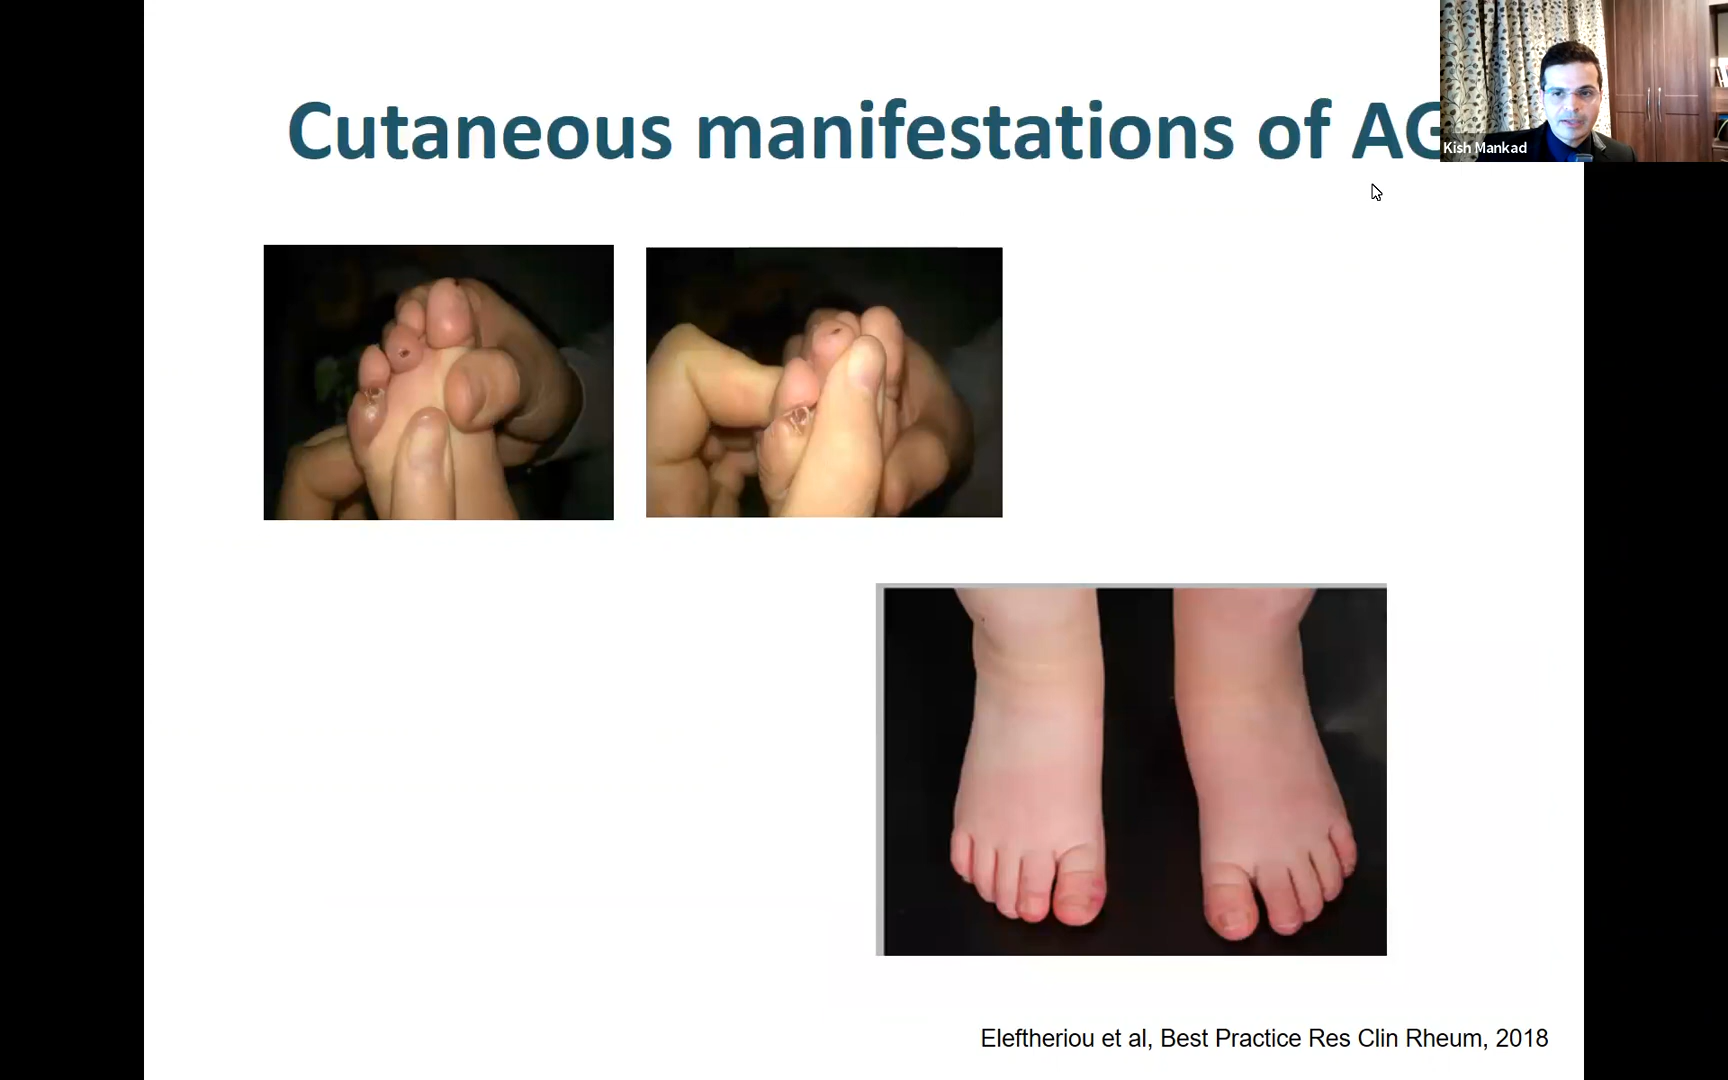 Cutaneous manifestations of AG
Kish Mankad
Eleftheriou et al, Best Practice Res Clin Rheum, 2018